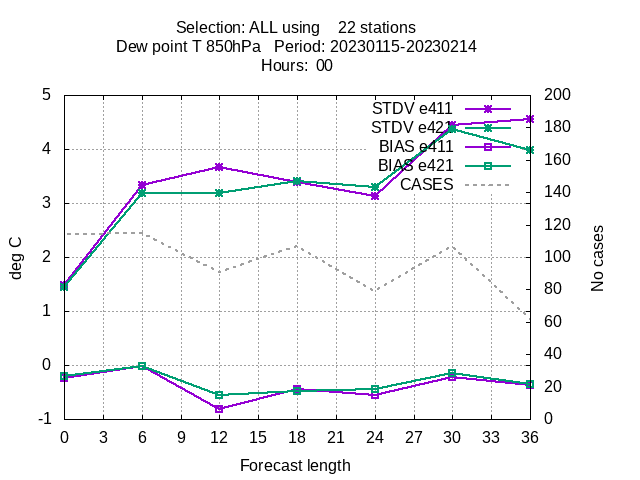 Selection: ALL using    22 stations
Dew point T 850hPa   Period: 20230115-20230214
Hours:  00
5
4
3
2
1
0
-1
deg C
200
180
160
140
120
100
80
60
40
20
0
No cases
STDV e411
STDV e421
BIAS e411
BIAS e421
CASES
0 3 6 9 12 15 18 21 24 27 30 33 36
Forecast length